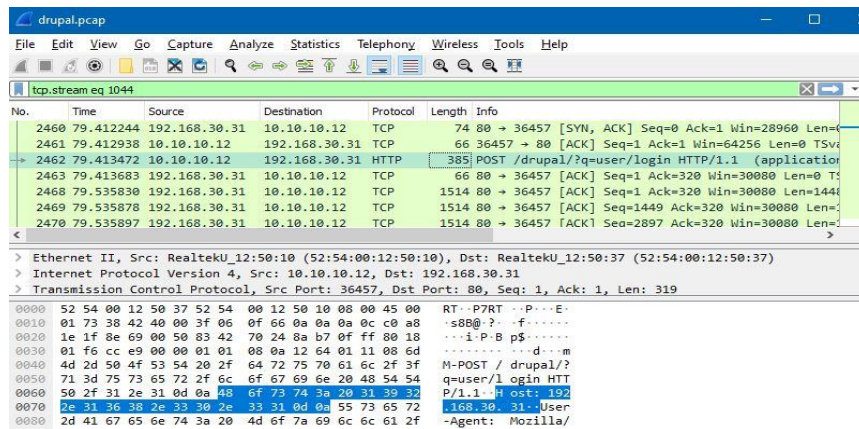 drupal.pcap
File Edit View Go Capture Analyze Statistics Telephony Wireless Tools Help
tcp.stream eq 1044
No. Time Source Destination Protocol Length Info
2460 79.412244 192.168.30.31 10.10.10.12 TCP 74 80 → 36457 [SYN, ACK] Seq=0 Ack=1 Win=28960 Len=
2461 79.412938 10.10.10.12 192.168.30.31 TCP 66 36457 → 80 [ACK] Seq=1 Ack=1 Win=64256 Len=0 TSva
2462 79.413472 10.10.10.12 192.168.30.31 HTTP 385 POST /drupal/?q=user/login HTTP/1.1 (application
2463 79.413683 192.168.30.31 10.10.10.12 TCP 66 80 → 36457 [ACK] Seq=1 Ack=320 Win=30080 Len=0 TS
2468 79.535830 192.168.30.31 10.10.10.12 TCP 1514 80 → 36457 [ACK] Seq=1 Ack=320 Win=30080 Len=1448
2469 79.535878 192.168.30.31 10.10.10.12 TCP 1514 80 → 36457 [ACK] Seq=1449 Ack=320 Win=30080 Len=
2470 79.535897 192.168.30.31 10.10.10.12 TCP 1514 80 → 36457 [ACK] Seq=2897 Ack=320 Win=30080 Len=
> Ethernet II, Src: RealtekU_12:50:10 (52:54:00:12:50:10), Dst: RealtekU_12:50:37 (52:54:00:12:50:37)
> Internet Protocol Version 4, Src: 10.10.10.12, Dst: 192.168.30.31
> Transmission Control Protocol, Src Port: 36457, Dst Port: 80, Seq: 1, Ack: 1, Len: 319
0000 52 54 00 12 50 37 52 54 00 12 50 10 08 00 45 00 RT··P7RT ··P···E·
0010 01 73 38 42 40 00 3f 06 0f 66 0a 0a 0a 0c c0 a8 ·s8B@·?· ·f······
0020 1e 1f 8e 69 00 50 83 42 70 24 8a b7 0f ff 80 18 ···i·P·B p$······
0030 01 f6 cc e9 00 00 01 01 08 0a 12 64 01 11 08 6d ········ ···d···m
0040 4d 2d 50 4f 53 54 20 2f 64 72 75 70 61 6c 2f 3f M-POST / drupal/?
0050 71 3d 75 73 65 72 2f 6c 6f 67 69 6e 20 48 54 54 q=user/l ogin HTT
0060 50 2f 31 2e 31 0d 0a 48 6f 73 74 3a 20 31 39 32 P/1.1··H ost: 192
0070 2e 31 36 38 2e 33 30 2e 33 31 0d 0a 55 73 65 72 .168.30. 31··User
0080 2d 41 67 65 6e 74 3a 20 4d 6f 7a 69 6c 6c 61 2f -Agent: Mozilla/